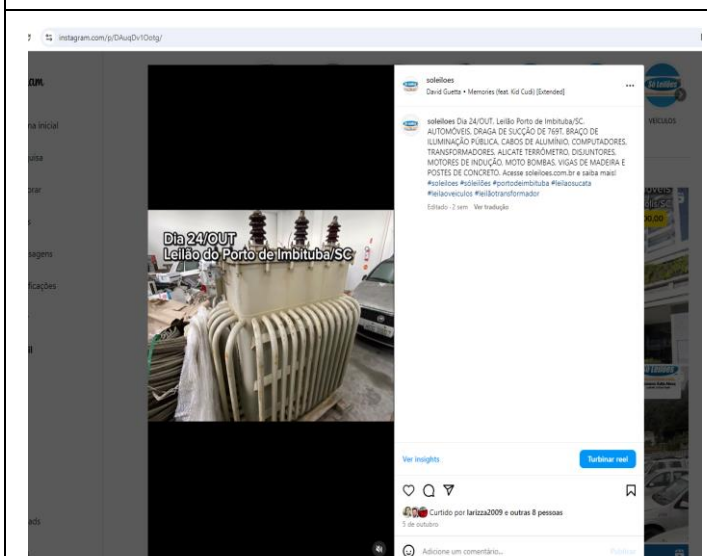 instagram.com/p/DAuqDv1Ootg/
soleiloes
David Guetta • Memories (feat. Kid Cudi) [Extended]
Só Leilões
VEÍCULOS
soleiloes Dia 24/OUT. Leilão Porto de Imbituba/SC.
AUTOMÓVEIS, DRAGA DE SUCÇÃO DE 769T. BRAÇO DE
ILUMINAÇÃO PÚBLICA, CABOS DE ALUMÍNIO, COMPUTADORES,
TRANSFORMADORES, ALICATE TERRÔMETRO, DISJUNTORES,
MOTORES DE INDUÇÃO, MOTO BOMBAS, VIGAS DE MADEIRA E
POSTES DE CONCRETO. Acesse soleiloes.com.br e saiba mais!
#soleiloes #sóleilões #portodeimbituba #leilaosucata
#leilaoveiculos #leilãotransformador
Editado · 2 sem Ver tradução
na inicial
uisa
orar
s
sagens
ficações
il
ads
Dia 24/OUT
Leilão do Porto de Imbituba/SC
Ver insights
Turbinar reel
Curtido por larizza2009 e outras 8 pessoas
5 de outubro
Adicione um comentário...
Publicar